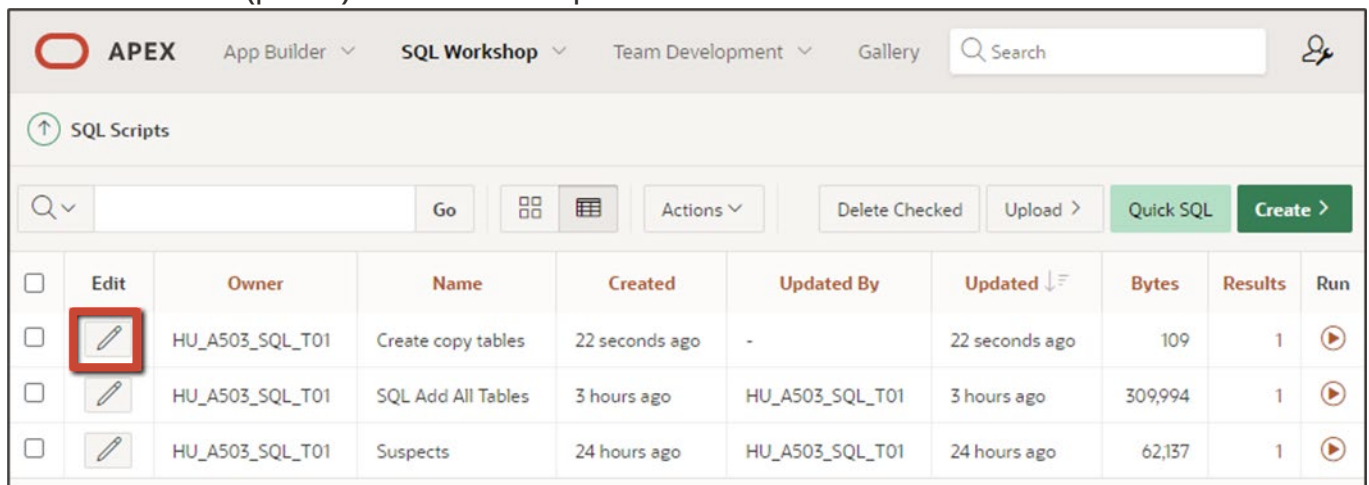 APEX App Builder SQL Workshop Team Development Gallery Search
SQL Scripts
Go Actions Delete Checked Upload > Quick SQL Create >
Edit Owner Name Created Updated By Updated Bytes Results Run
HU_A503_SQL_T01 Create copy tables 22 seconds ago - 22 seconds ago 109 1
HU_A503_SQL_T01 SQL Add All Tables 3 hours ago HU_A503_SQL_T01 3 hours ago 309,994 1
HU_A503_SQL_T01 Suspects 24 hours ago HU_A503_SQL_T01 24 hours ago 62,137 1